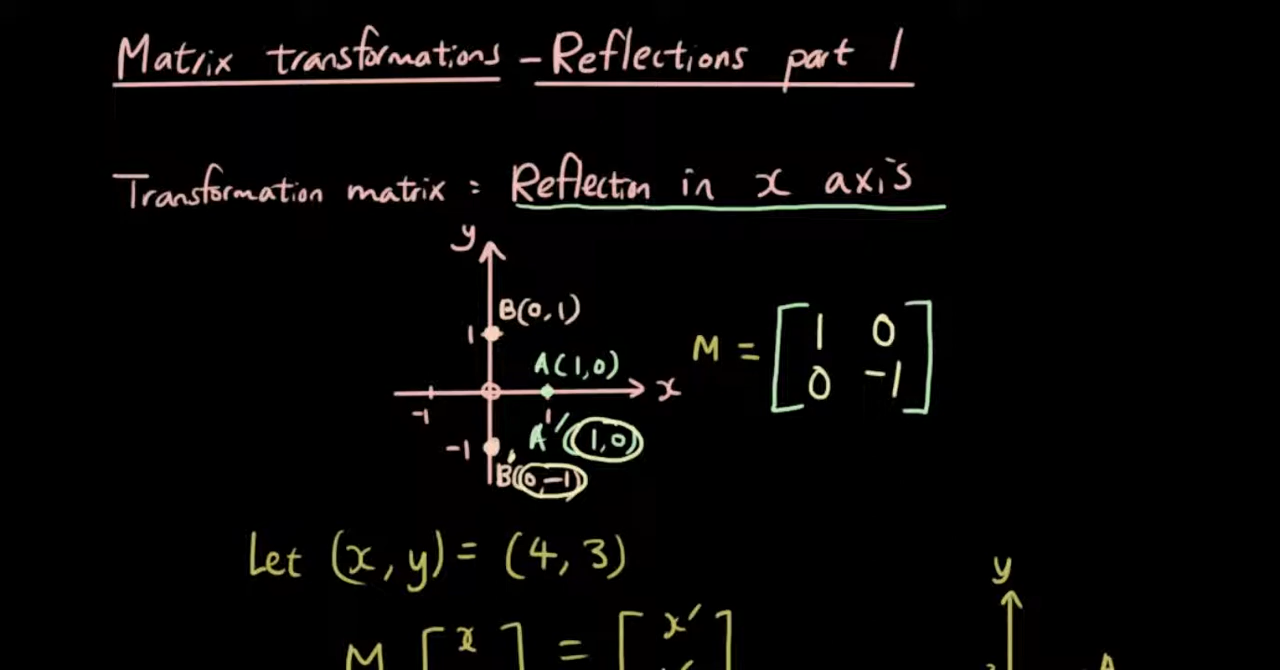 Matrix transformations - Reflections part 1
Transformation matrix : Reflection in x axis
y
B(0,1)
1
A(1,0)
x
-1
1
A'(1,0)
-1
B'(0,-1)
M = [1 0
0 -1]
Let (x, y) = (4, 3)
y
M [x] = [x']
A